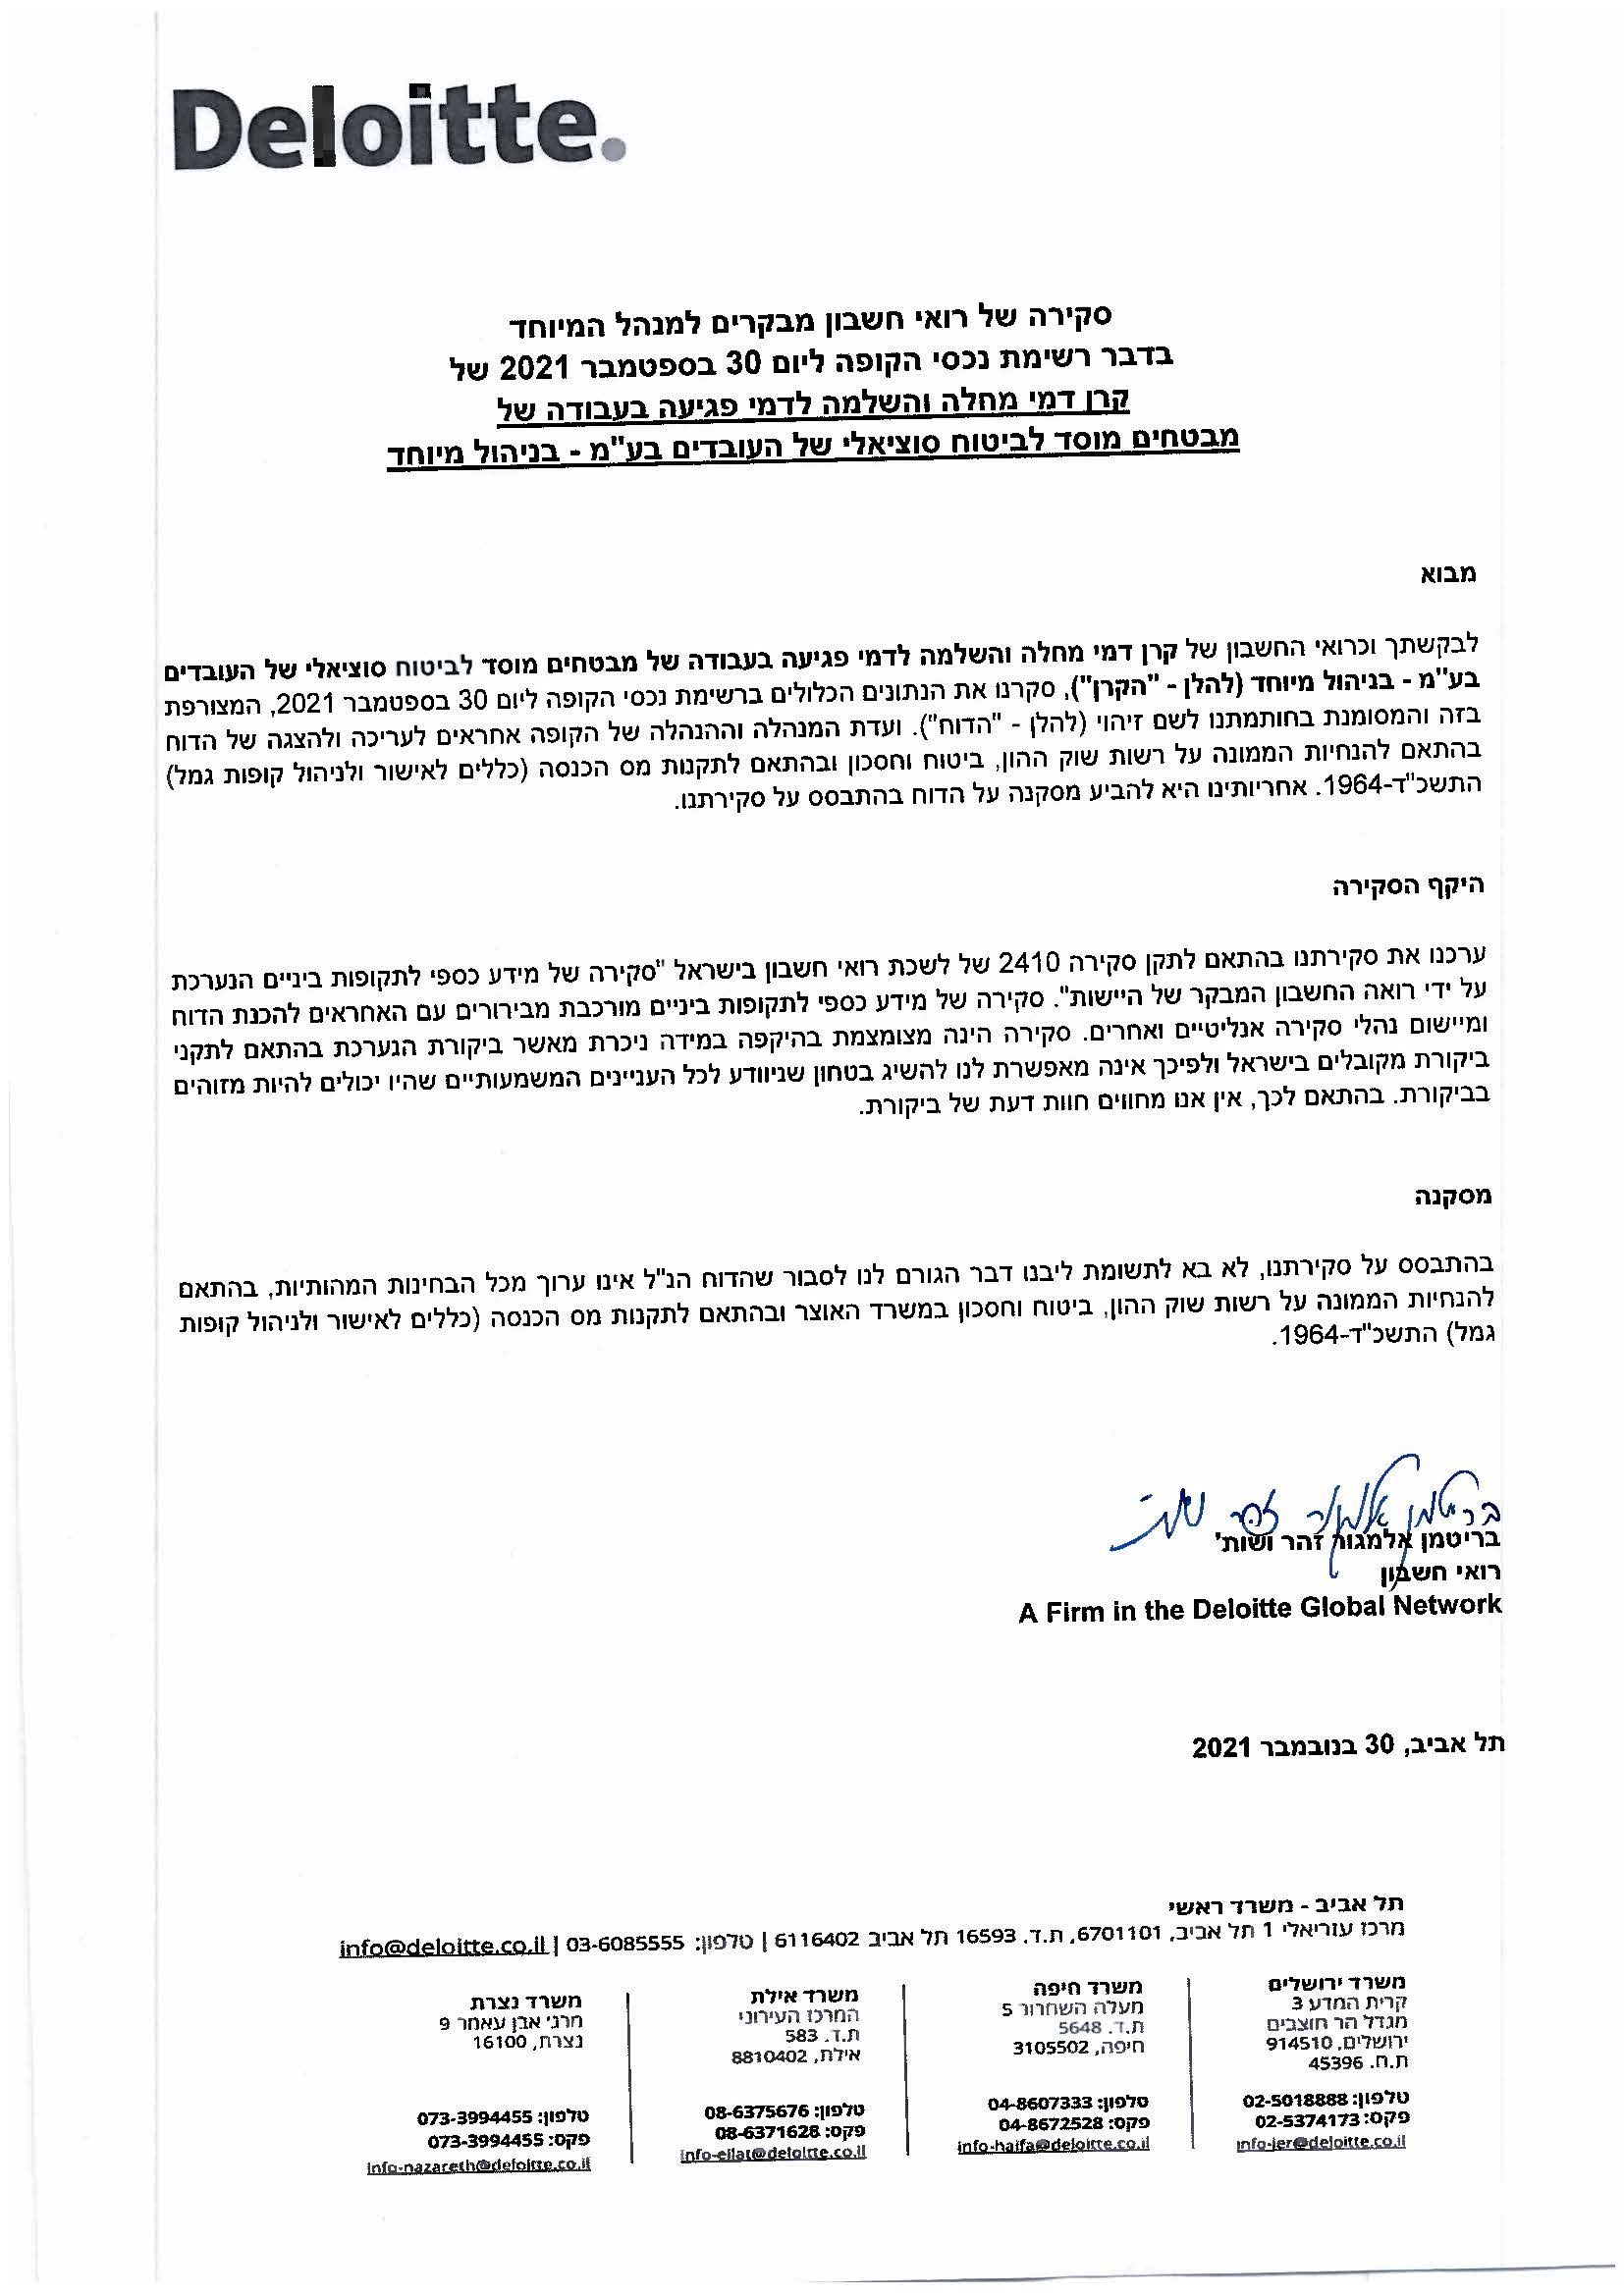 Deloitte.
סקירה של רואי חשבון מבקרים למנהל המיוחד
בדבר רשימת נכסי הקופה ליום 30 בספטמבר 2021 של
קרן דמי מחלה והשלמה לדמי פגיעה בעבודה של
מבטחים מוסד לביטוח סוציאלי של העובדים בע"מ - בניהול מיוחד
מבוא
לבקשתך וכרואי החשבון של קרן דמי מחלה והשלמה לדמי פגיעה בעבודה של מבטחים מוסד לביטוח סוציאלי של העובדים
בע"מ - בניהול מיוחד (להלן - "הקרן"), סקרנו את הנתונים הכלולים ברשימת נכסי הקופה ליום 30 בספטמבר 2021, המצורפת
בזה והמסומנת בחותמתנו לשם זיהוי (להלן - "הדוח"). ועדת המנהלה וההנהלה של הקופה אחראים לעריכה ולהצגה של הדוח
בהתאם להנחיות הממונה על רשות שוק ההון, ביטוח וחסכון ובהתאם לתקנות מס הכנסה (כללים לאישור ולניהול קופות גמל)
התשכ"ד-1964. אחריותינו היא להביע מסקנה על הדוח בהתבסס על סקירתנו.
היקף הסקירה
ערכנו את סקירתנו בהתאם לתקן סקירה 2410 של לשכת רואי חשבון בישראל "סקירה של מידע כספי לתקופות ביניים הנערכת
על ידי רואה החשבון המבקר של היישות". סקירה של מידע כספי לתקופות ביניים מורכבת מבירורים עם האחראים להכנת הדוח
ומיישום נהלי סקירה אנליטיים ואחרים. סקירה הינה מצומצמת בהיקפה במידה ניכרת מאשר ביקורת הנערכת בהתאם לתקני
ביקורת מקובלים בישראל ולפיכך אינה מאפשרת לנו להשיג בטחון שניוודע לכל העניינים המשמעותיים שהיו יכולים להיות מזוהים
בביקורת. בהתאם לכך, אין אנו מחווים חוות דעת של ביקורת.
מסקנה
בהתבסס על סקירתנו, לא בא לתשומת ליבנו דבר הגורם לנו לסבור שהדוח הנ"ל אינו ערוך מכל הבחינות המהותיות, בהתאם
להנחיות הממונה על רשות שוק ההון, ביטוח וחסכון במשרד האוצר ובהתאם לתקנות מס הכנסה (כללים לאישור ולניהול קופות
גמל) התשכ"ד-1964.
בריטמן אלמגור זהר ושות'
בריטמן אלמגור זהר ושות'
רואי חשבון
A Firm in the Deloitte Global Network
תל אביב, 30 בנובמבר 2021
תל אביב - משרד ראשי
מרכז עזריאלי 1 תל אביב, 6701101, ת.ד. 16593 תל אביב 6116402 | טלפון: 03-6085555 | info@deloitte.co.il
משרד ירושלים
קרית המדע 3
מגדל הר חוצבים
ירושלים, 914510
ת.ח. 45396
טלפון: 02-5018888
פקס: 02-5374173
info-jer@deloitte.co.il
משרד חיפה
מעלה השחרור 5
ת.ד. 5648
חיפה, 3105502
טלפון: 04-8607333
פקס: 04-8672528
info-haifa@deloitte.co.il
משרד אילת
המרכז העירוני
ת.ד. 583
אילת, 8810402
טלפון: 08-6375676
פקס: 08-6371628
info-eilat@deloitte.co.il
משרד נצרת
מרג' אבן עאמר 9
נצרת, 16100
טלפון: 073-3994455
פקס: 073-3994455
info-nazareth@deloitte.co.il